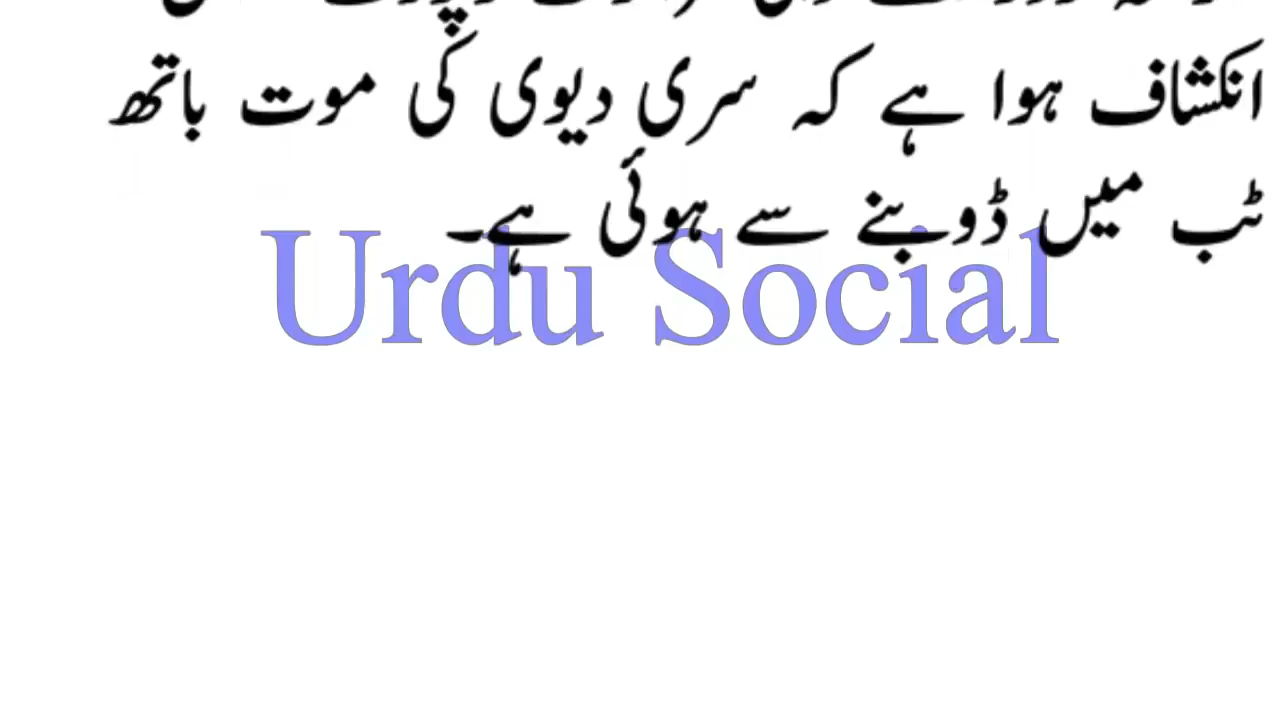 انکشاف ہوا ہے کہ سری دیوی کی موت باتھ
ٹب میں ڈوبنے سے ہوئی ہے۔
Urdu Social